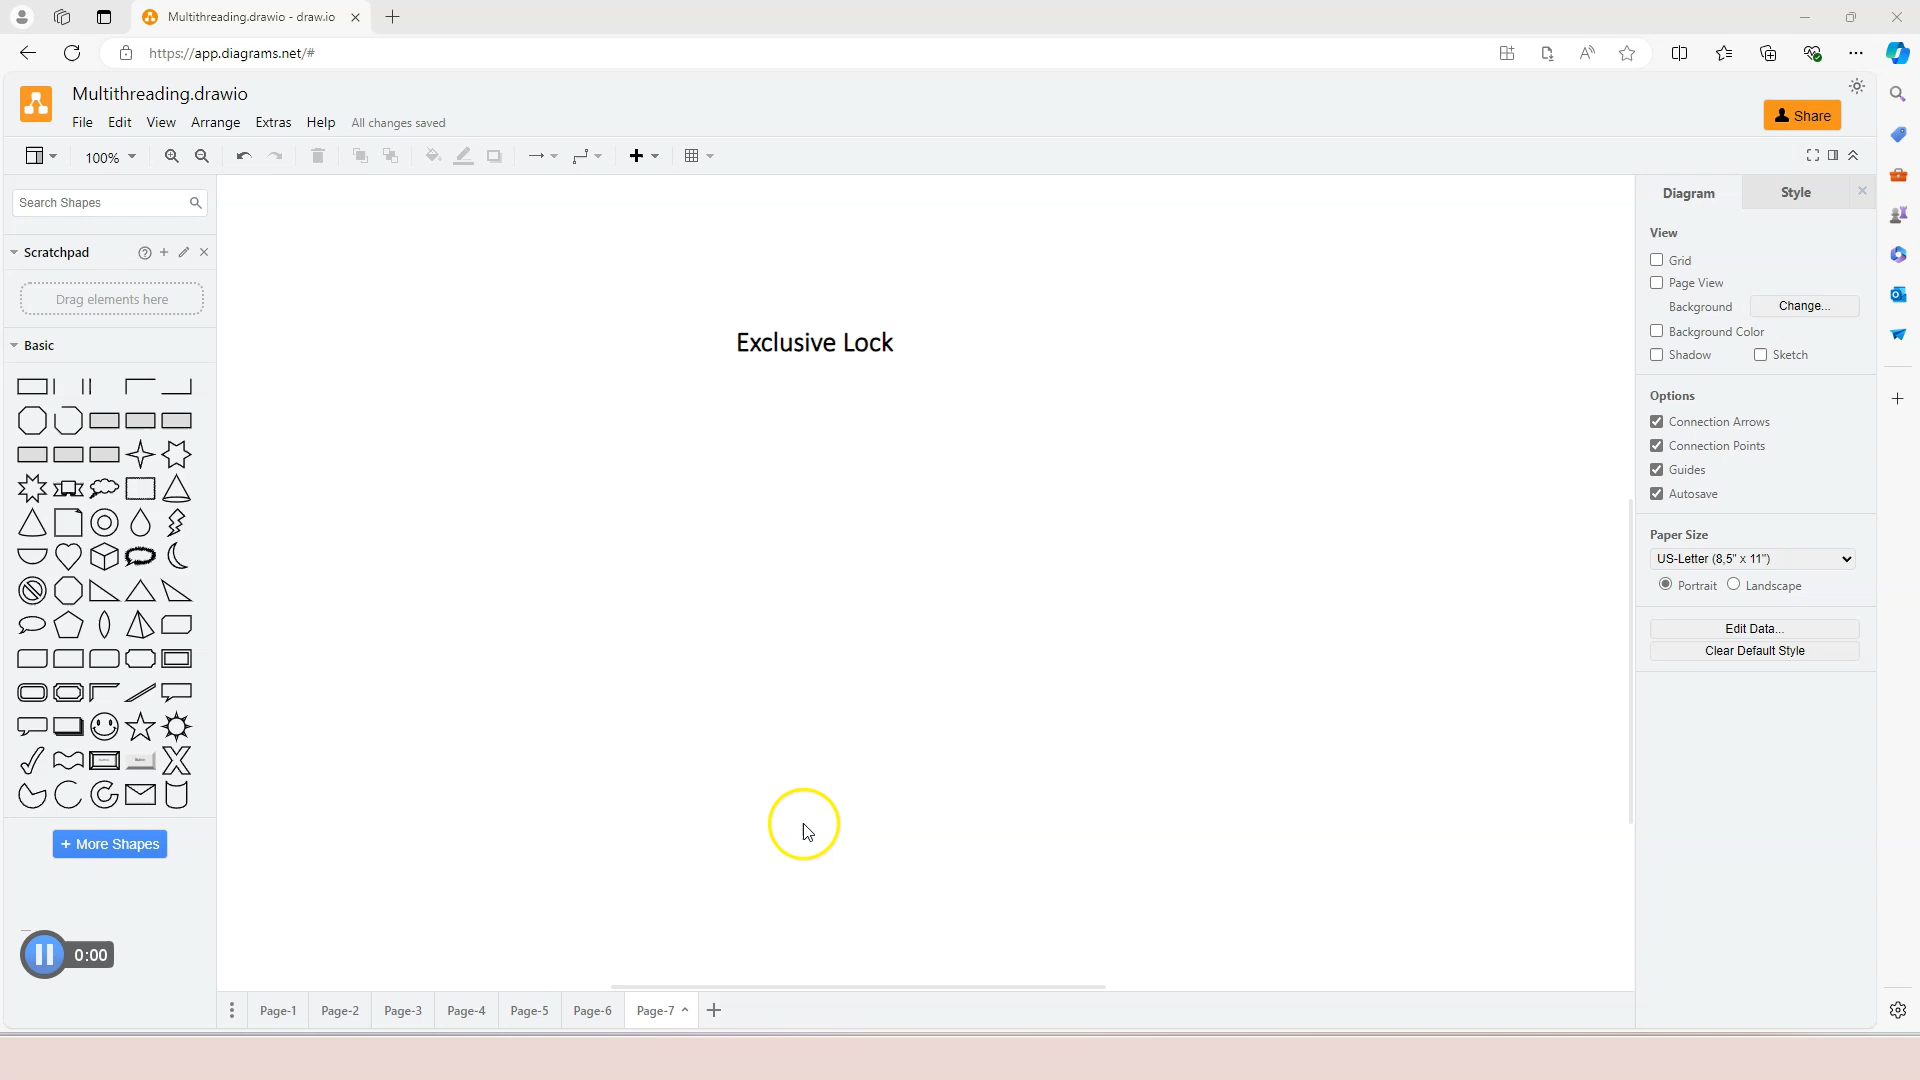 Multithreading.drawio - draw.io
https://app.diagrams.net/#
Multithreading.drawio
File Edit View Arrange Extras Help All changes saved
Share
100%
Search Shapes
Scratchpad
Drag elements here
Basic
+ More Shapes
0:00
Exclusive Lock
Diagram Style
View
Grid
Page View
Background Change...
Background Color
Shadow Sketch
Options
Connection Arrows
Connection Points
Guides
Autosave
Paper Size
US-Letter (8,5" x 11")
Portrait Landscape
Edit Data...
Clear Default Style
Page-1 Page-2 Page-3 Page-4 Page-5 Page-6 Page-7